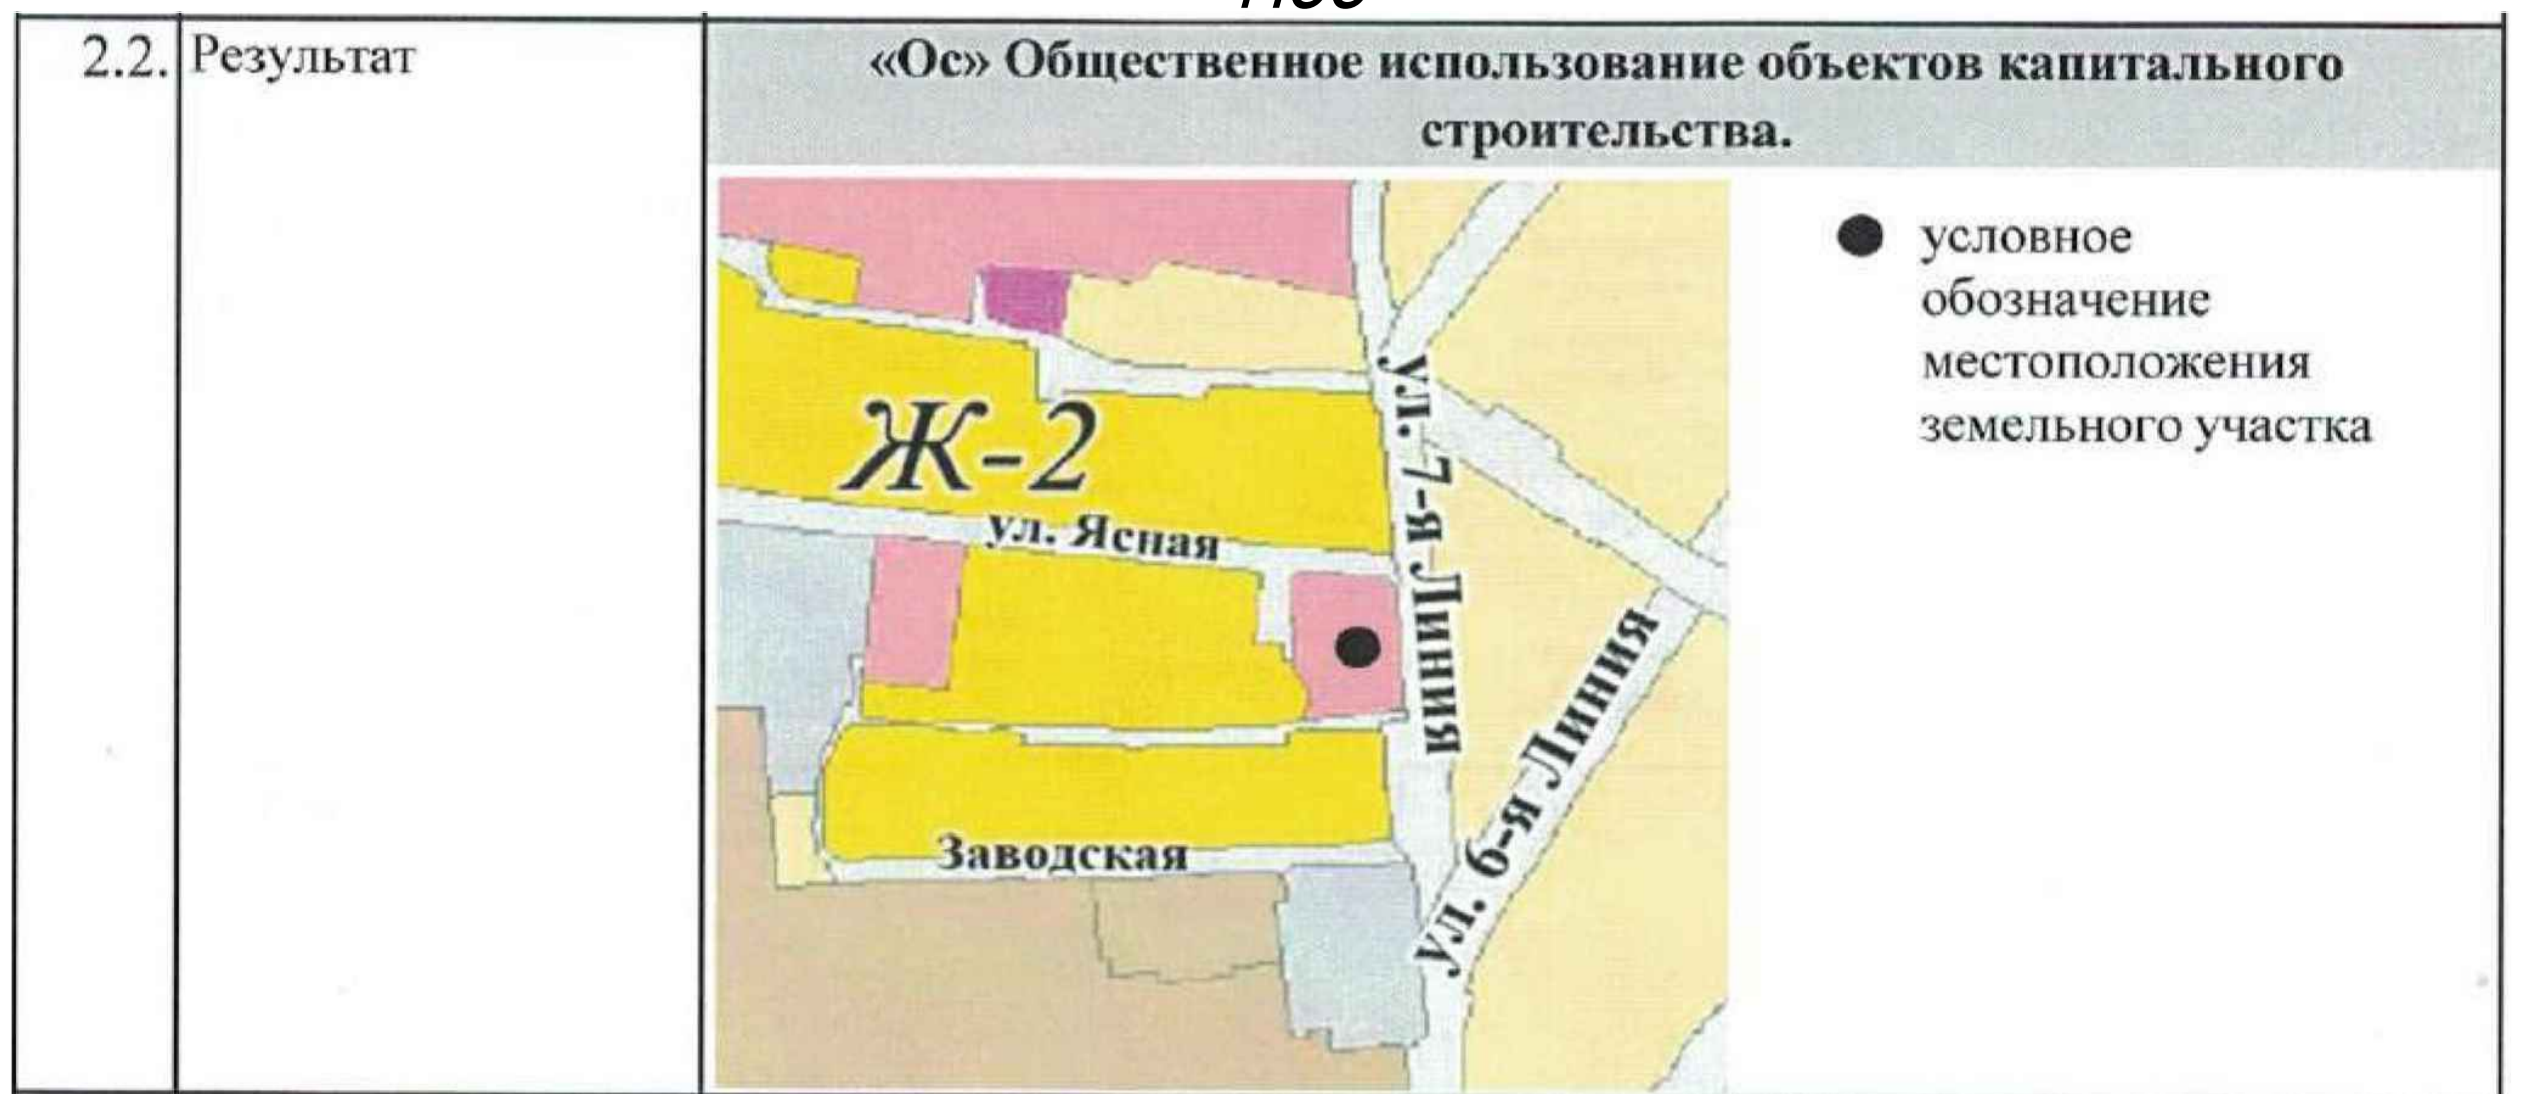 2.2.
Результат
«Ос» Общественное использование объектов капитального
строительства.
условное
обозначение
местоположения
земельного участка
Ж-2
ул. Ясная
ул. 7-я Линия
ул. 6-я Линия
Заводская